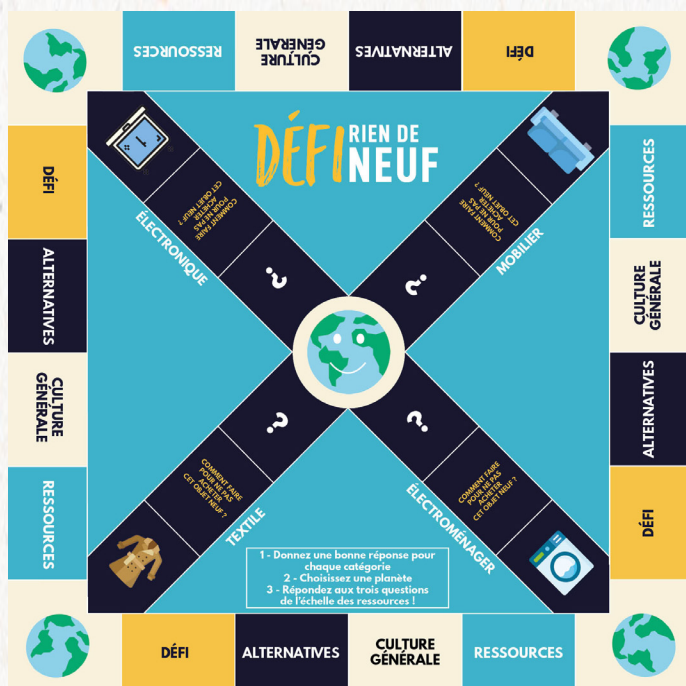 RESSOURCES
CULTURE
GÉNÉRALE
ALTERNATIVES
DÉFI
DÉFI RIEN DE
NEUF
DÉFI
ALTERNATIVES
CULTURE
GÉNÉRALE
RESSOURCES
RESSOURCES
CULTURE
GÉNÉRALE
ALTERNATIVES
DÉFI
COMMENT FAIRE
POUR NE PAS
ACHETER
CET OBJET NEUF ?
?
ÉLECTRONIQUE
COMMENT FAIRE
POUR NE PAS
ACHETER
CET OBJET NEUF ?
?
MOBILIER
?
COMMENT FAIRE
POUR NE PAS
ACHETER
CET OBJET NEUF ?
TEXTILE
?
COMMENT FAIRE
POUR NE PAS
ACHETER
CET OBJET NEUF ?
ÉLECTROMÉNAGER
1 - Donnez une bonne réponse pour
chaque catégorie
2 - Choisissez une planète
3 - Répondez aux trois questions
de l'échelle des ressources !
DÉFI
ALTERNATIVES
CULTURE
GÉNÉRALE
RESSOURCES